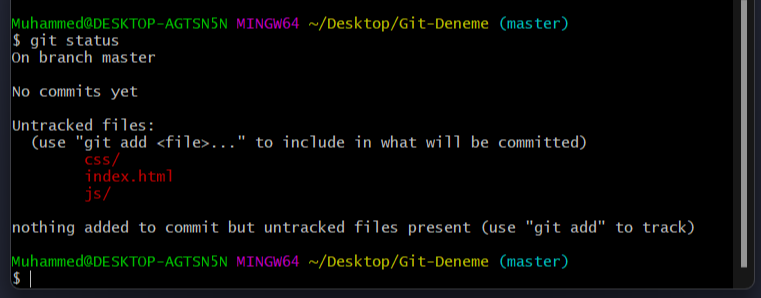 Muhammed@DESKTOP-AGTSN5N MINGW64 ~/Desktop/Git-Deneme (master)
$ git status
On branch master
No commits yet
Untracked files:
  (use "git add <file>..." to include in what will be committed)
        css/
        index.html
        js/
nothing added to commit but untracked files present (use "git add" to track)
Muhammed@DESKTOP-AGTSN5N MINGW64 ~/Desktop/Git-Deneme (master)
$